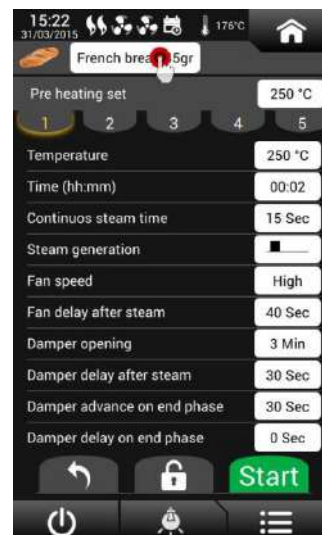 15:22
31/03/2015
176°C
French brea 5gr
Pre heating set 250 °C
1 2 3 4 5
Temperature 250 °C
Time (hh:mm) 00:02
Continuos steam time 15 Sec
Steam generation
Fan speed High
Fan delay after steam 40 Sec
Damper opening 3 Min
Damper delay after steam 30 Sec
Damper advance on end phase 30 Sec
Damper delay on end phase 0 Sec
Start